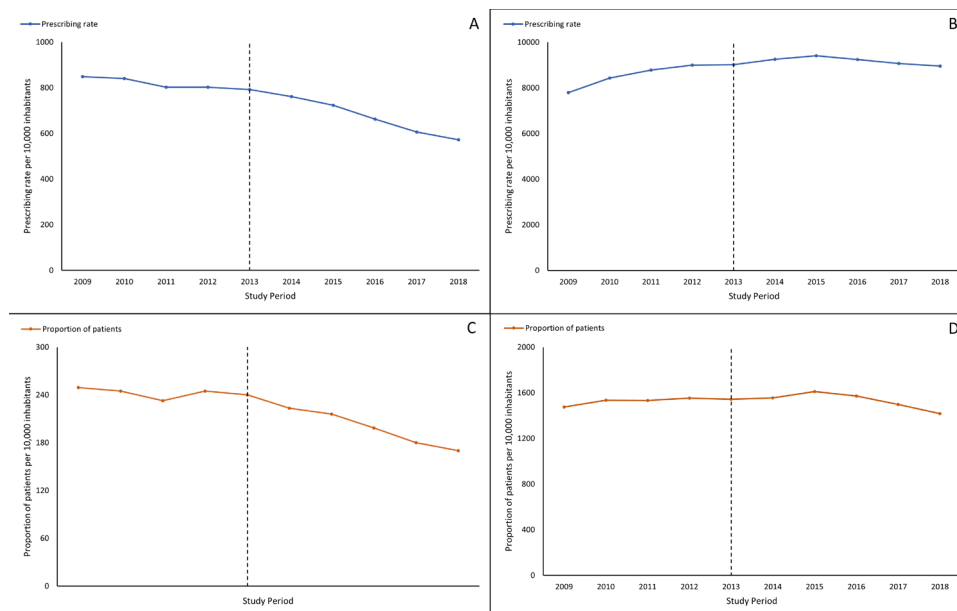 Prescribing rate
A
Prescribing rate per 10,000 inhabitants
1000
800
600
400
200
0
2009 2010 2011 2012 2013 2014 2015 2016 2017 2018
Study Period
Prescribing rate
B
Prescribing rate per 10,000 inhabitants
10000
8000
6000
4000
2000
0
2009 2010 2011 2012 2013 2014 2015 2016 2017 2018
Study Period
Proportion of patients
C
Proportion of patients per 10,000 inhabitants
300
240
180
120
60
0
Study Period
Proportion of patients
D
Proportion of patients per 10,000 inhabitants
2000
1600
1200
800
400
0
2009 2010 2011 2012 2013 2014 2015 2016 2017 2018
Study Period